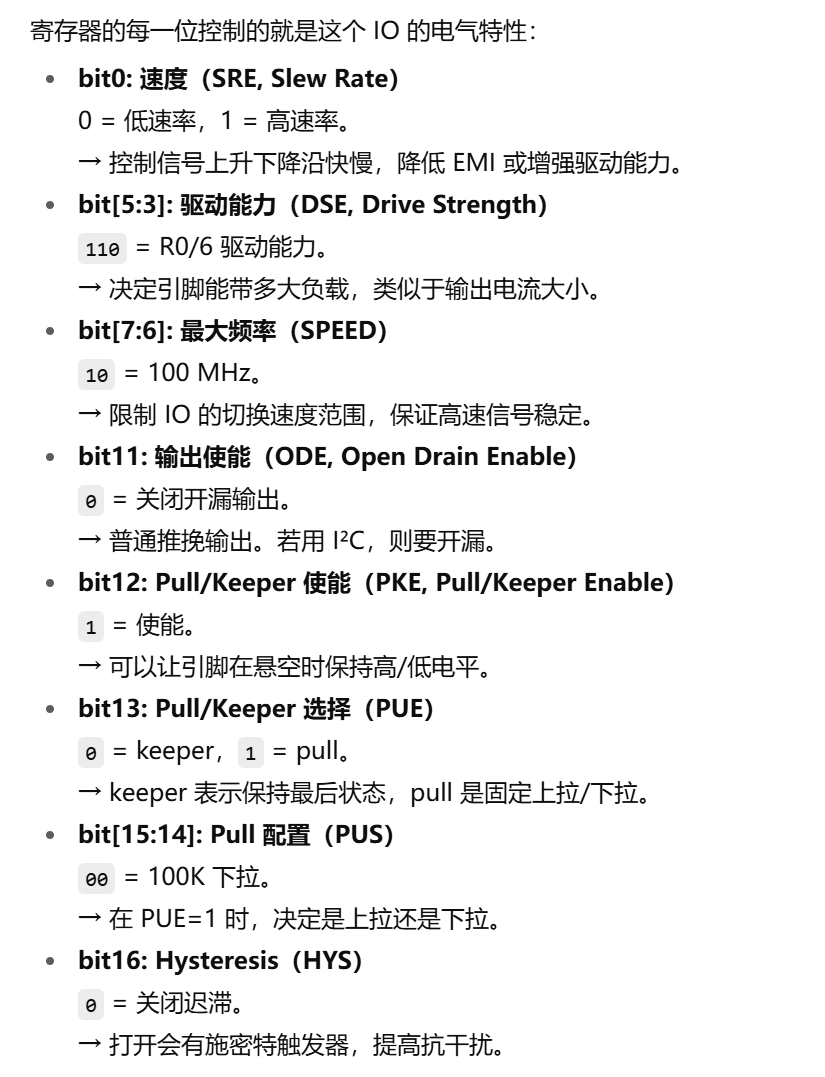 寄存器的每一位控制的就是这个 IO 的电气特性：
• bit0: 速度（SRE, Slew Rate）
0 = 低速率，1 = 高速率。
→ 控制信号上升下降沿快慢，降低 EMI 或增强驱动能力。
• bit[5:3]: 驱动能力（DSE, Drive Strength）
110 = R0/6 驱动能力。
→ 决定引脚能带多大负载，类似于输出电流大小。
• bit[7:6]: 最大频率（SPEED）
10 = 100 MHz。
→ 限制 IO 的切换速度范围，保证高速信号稳定。
• bit11: 输出使能（ODE, Open Drain Enable）
0 = 关闭开漏输出。
→ 普通推挽输出。若用 I²C，则要开漏。
• bit12: Pull/Keeper 使能（PKE, Pull/Keeper Enable）
1 = 使能。
→ 可以让引脚在悬空时保持高/低电平。
• bit13: Pull/Keeper 选择（PUE）
0 = keeper，1 = pull。
→ keeper 表示保持最后状态，pull 是固定上拉/下拉。
• bit[15:14]: Pull 配置（PUS）
00 = 100K 下拉。
→ 在 PUE=1 时，决定是上拉还是下拉。
• bit16: Hysteresis（HYS）
0 = 关闭迟滞。
→ 打开会有施密特触发器，提高抗干扰。